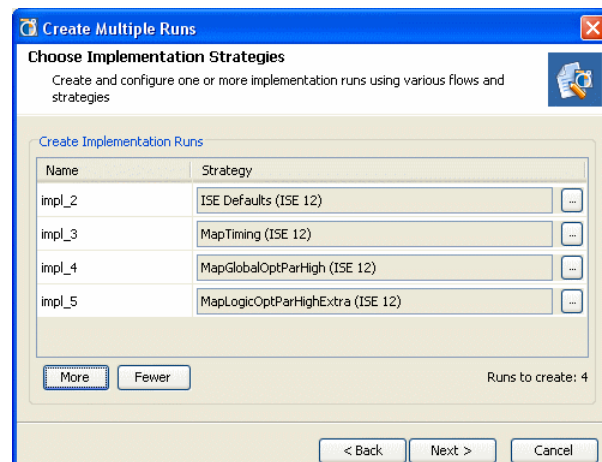 Create Multiple Runs
Choose Implementation Strategies
Create and configure one or more implementation runs using various flows and
strategies
Create Implementation Runs
Name Strategy
impl_2 ISE Defaults (ISE 12) ...
impl_3 MapTiming (ISE 12) ...
impl_4 MapGlobalOptParHigh (ISE 12) ...
impl_5 MapLogicOptParHighExtra (ISE 12) ...
More Fewer Runs to create: 4
< Back Next > Cancel